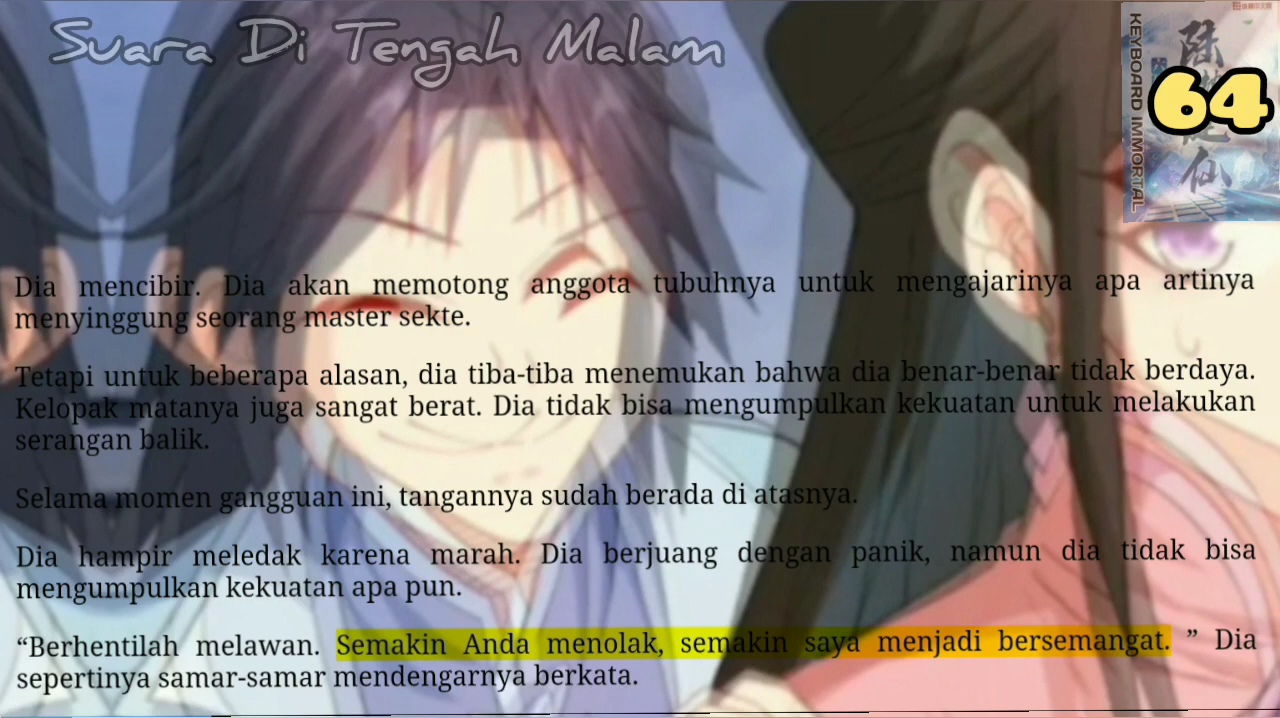 Suara Di Tengah Malam
KEYBOARD IMMORTAL
64
Dia mencibir. Dia akan memotong anggota tubuhnya untuk mengajarinya apa artinya
menyinggung seorang master sekte.
Tetapi untuk beberapa alasan, dia tiba-tiba menemukan bahwa dia benar-benar tidak berdaya.
Kelopak matanya juga sangat berat. Dia tidak bisa mengumpulkan kekuatan untuk melakukan
serangan balik.
Selama momen gangguan ini, tangannya sudah berada di atasnya.
Dia hampir meledak karena marah. Dia berjuang dengan panik, namun dia tidak bisa
mengumpulkan kekuatan apa pun.
“Berhentilah melawan. Semakin Anda menolak, semakin saya menjadi bersemangat. ” Dia
sepertinya samar-samar mendengarnya berkata.